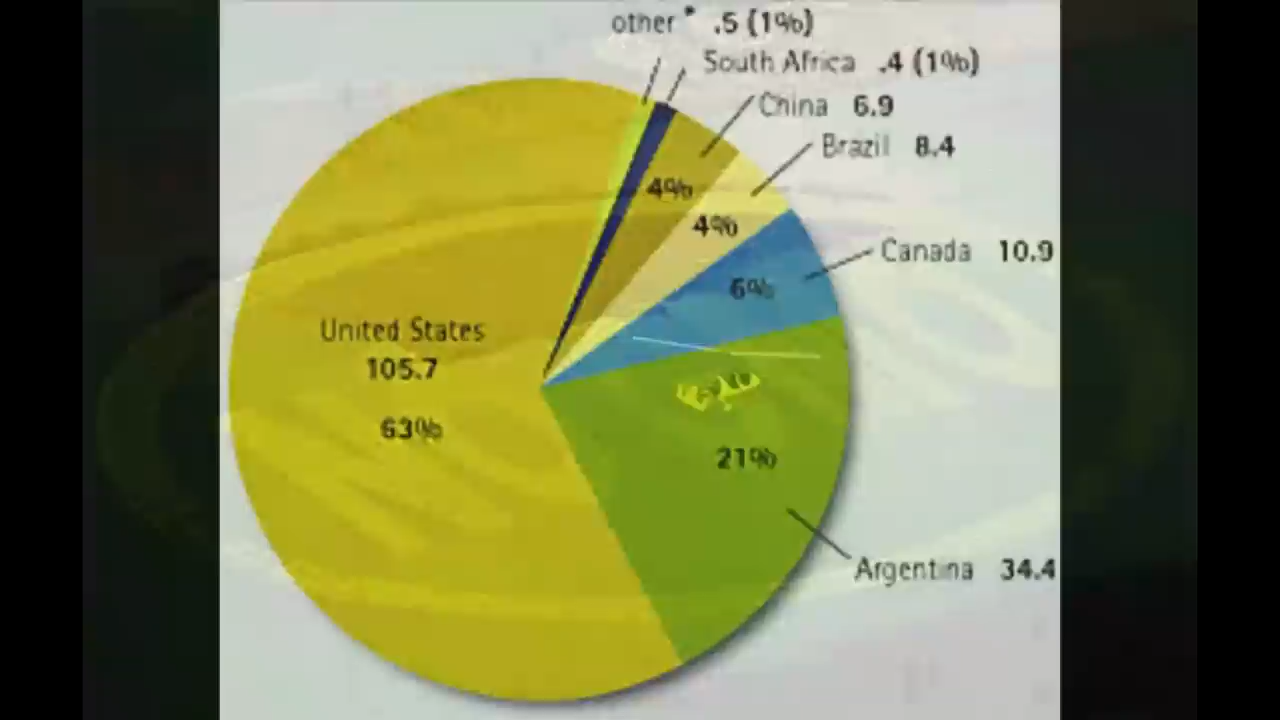 other * .5 (1%)
South Africa .4 (1%)
China 6.9
Brazil 8.4
4%
4%
Canada 10.9
6%
United States
105.7
63%
21%
Argentina 34.4